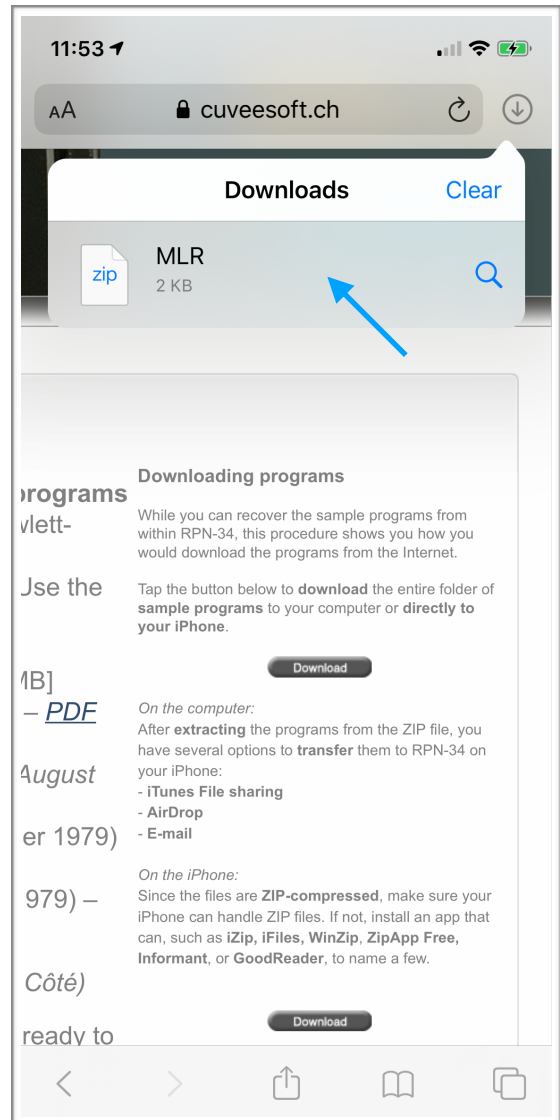 11:53
AA
cuveesoft.ch
Downloads
Clear
zip
MLR
2 KB
programs
wlett-
Use the
MB]
– PDF
August
er 1979)
979) –
Côté)
ready to
Downloading programs
While you can recover the sample programs from
within RPN-34, this procedure shows you how you
would download the programs from the Internet.
Tap the button below to download the entire folder of
sample programs to your computer or directly to
your iPhone.
Download
On the computer:
After extracting the programs from the ZIP file, you
have several options to transfer them to RPN-34 on
your iPhone:
- iTunes File sharing
- AirDrop
- E-mail
On the iPhone:
Since the files are ZIP-compressed, make sure your
iPhone can handle ZIP files. If not, install an app that
can, such as iZip, iFiles, WinZip, ZipApp Free,
Informant, or GoodReader, to name a few.
Download